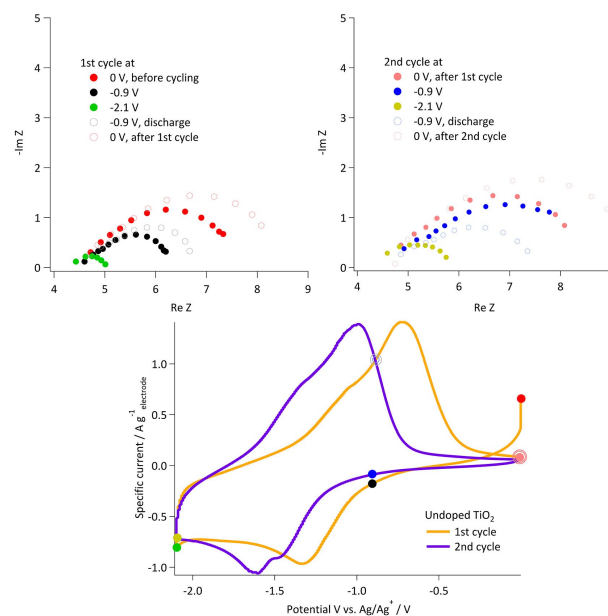 5
4
3
2
1
0
-Im Z
1st cycle at
0 V, before cycling
-0.9 V
-2.1 V
-0.9 V, discharge
0 V, after 1st cycle
4 5 6 7 8 9
Re Z
5
4
3
2
1
0
-Im Z
2nd cycle at
0 V, after 1st cycle
-0.9 V
-2.1 V
-0.9 V, discharge
0 V, after 2nd cycle
4 5 6 7 8
Re Z
1.0
0.5
0.0
-0.5
-1.0
Specific current / A g-1electrode
Undoped TiO2
1st cycle
2nd cycle
-2.0 -1.5 -1.0 -0.5
Potential V vs. Ag/Ag+ / V